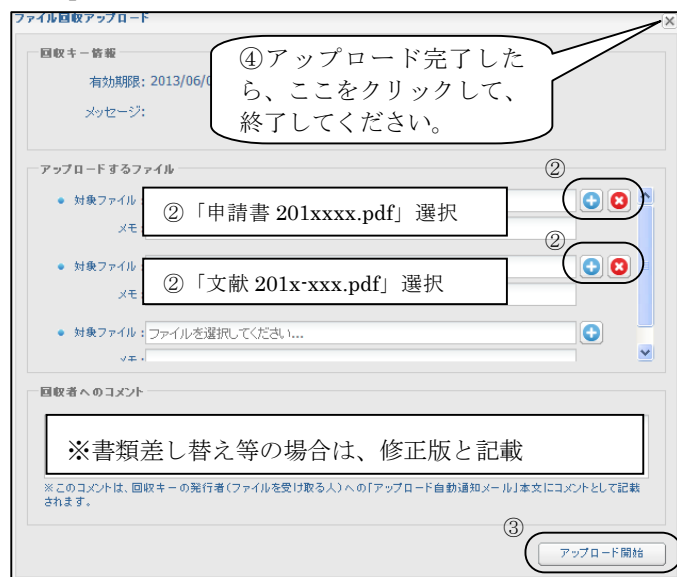 ファイル回収アップロード
回収キー情報
有効期限: 2013/06/0
メッセージ:
④アップロード完了した
ら、ここをクリックして、
終了してください。
アップロードするファイル
②
対象ファイル:
②「申請書 201xxxx.pdf」選択
メモ
②
対象ファイル:
②「文献 201x-xxx.pdf」選択
メモ
対象ファイル: ファイルを選択してください...
メモ:
回収者へのコメント
※書類差し替え等の場合は、修正版と記載
※このコメントは、回収キーの発行者(ファイルを受け取る人)への「アップロード自動通知メール」本文にコメントとして記載
されます。
③
アップロード開始